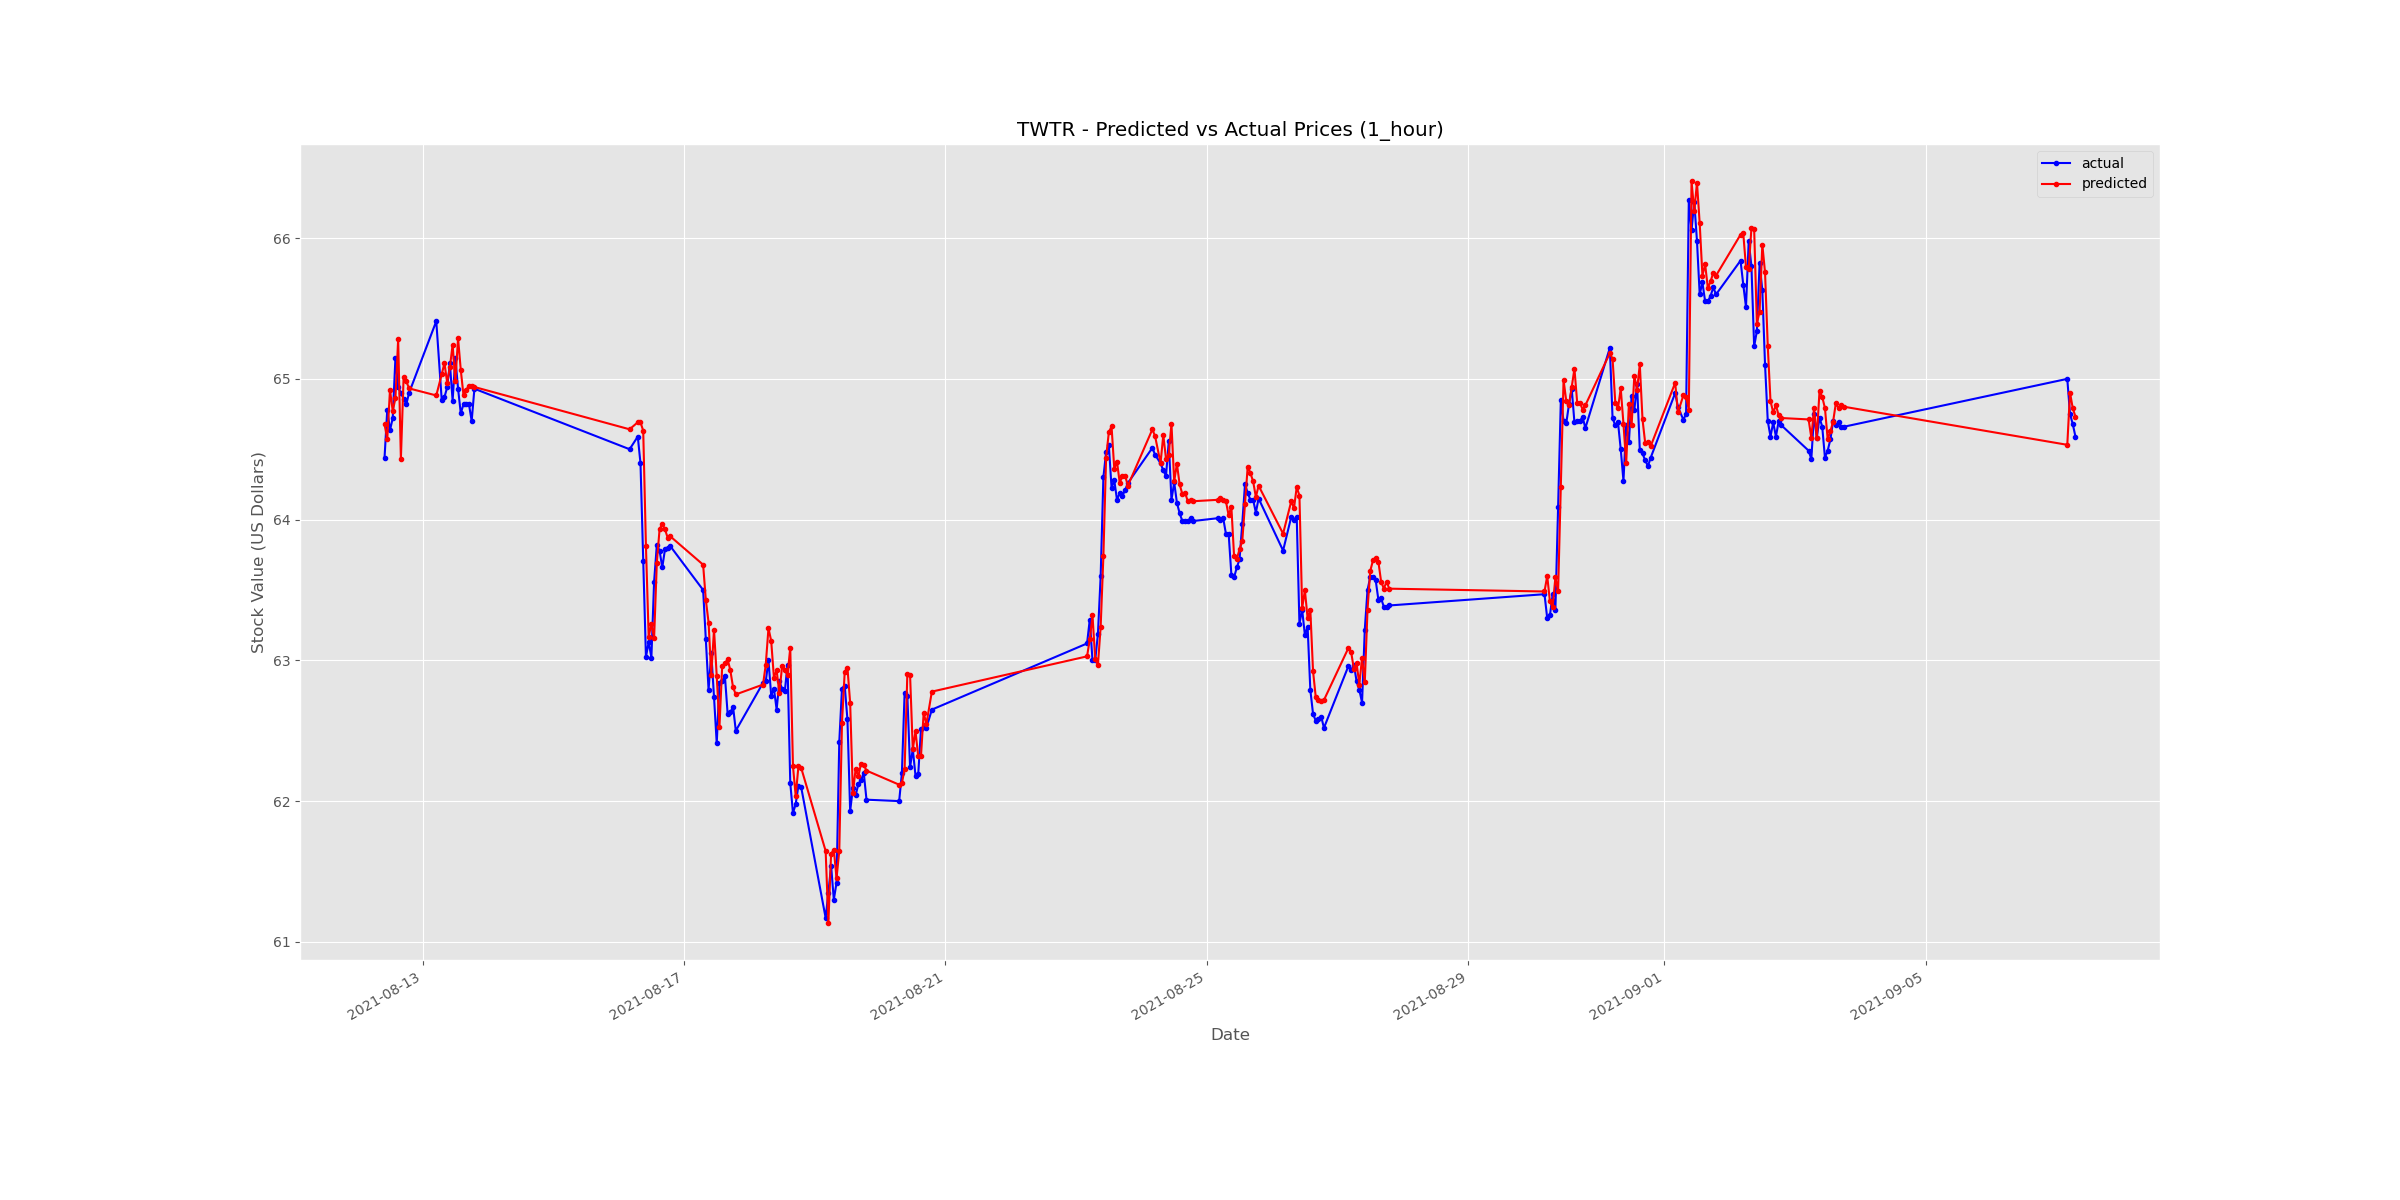 TWTR - Predicted vs Actual Prices (1_hour)
actual
predicted
Stock Value (US Dollars)
66
65
64
63
62
61
2021-08-13
2021-08-17
2021-08-21
2021-08-25
2021-08-29
2021-09-01
2021-09-05
Date